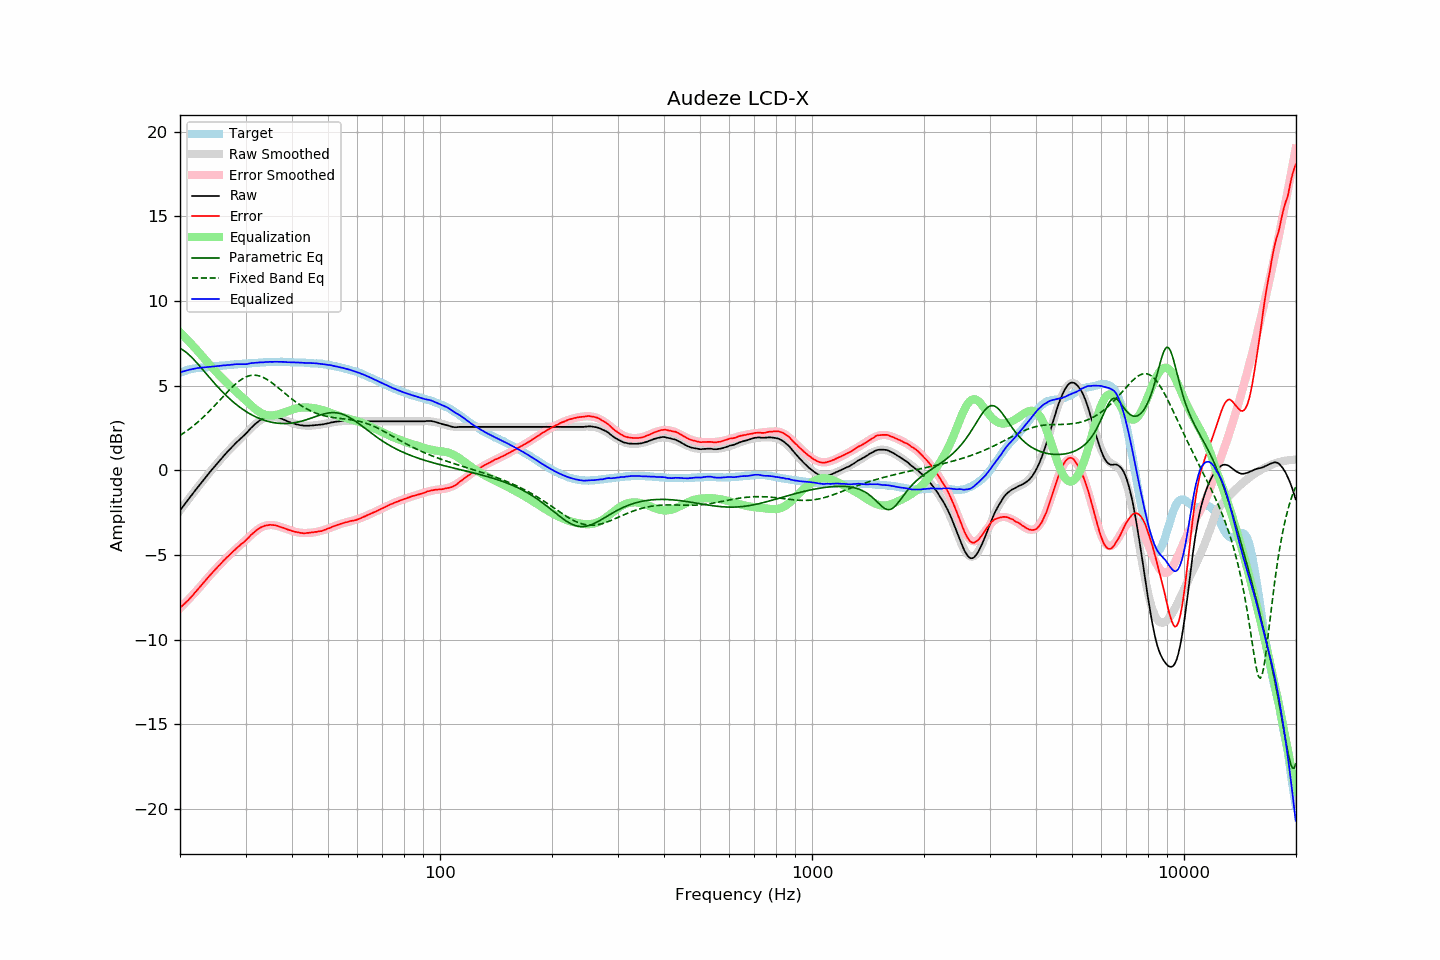 Audeze LCD-X
Target
Raw Smoothed
Error Smoothed
Raw
Error
Equalization
Parametric Eq
Fixed Band Eq
Equalized
20
15
10
5
0
−5
−10
−15
−20
Amplitude (dBr)
100
1000
10000
Frequency (Hz)